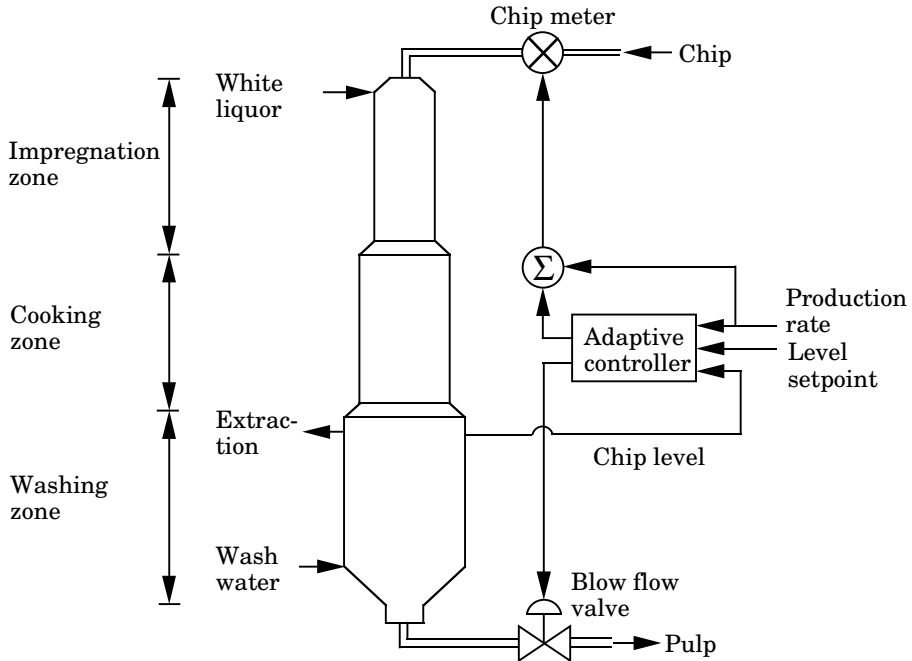 Chip meter
Chip
White
liquor
Impregnation
zone
Σ
Production
rate
Cooking
zone
Adaptive
controller
Level
setpoint
Extrac-
tion
Chip level
Washing
zone
Wash
water
Blow flow
valve
Pulp